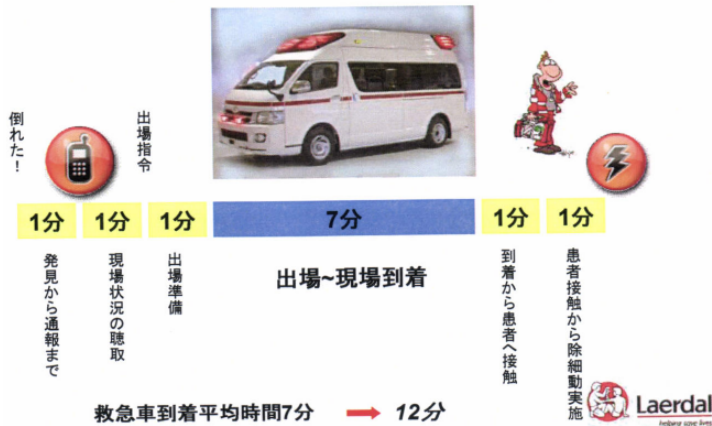 倒れた！
出場指令
1分
1分
1分
7分
1分
1分
発見から通報まで
現場状況の聴取
出場準備
出場~現場到着
到着から患者へ接触
患者接触から除細動実施
救急車到着平均時間7分 → 12分
Laerdal
helping save lives